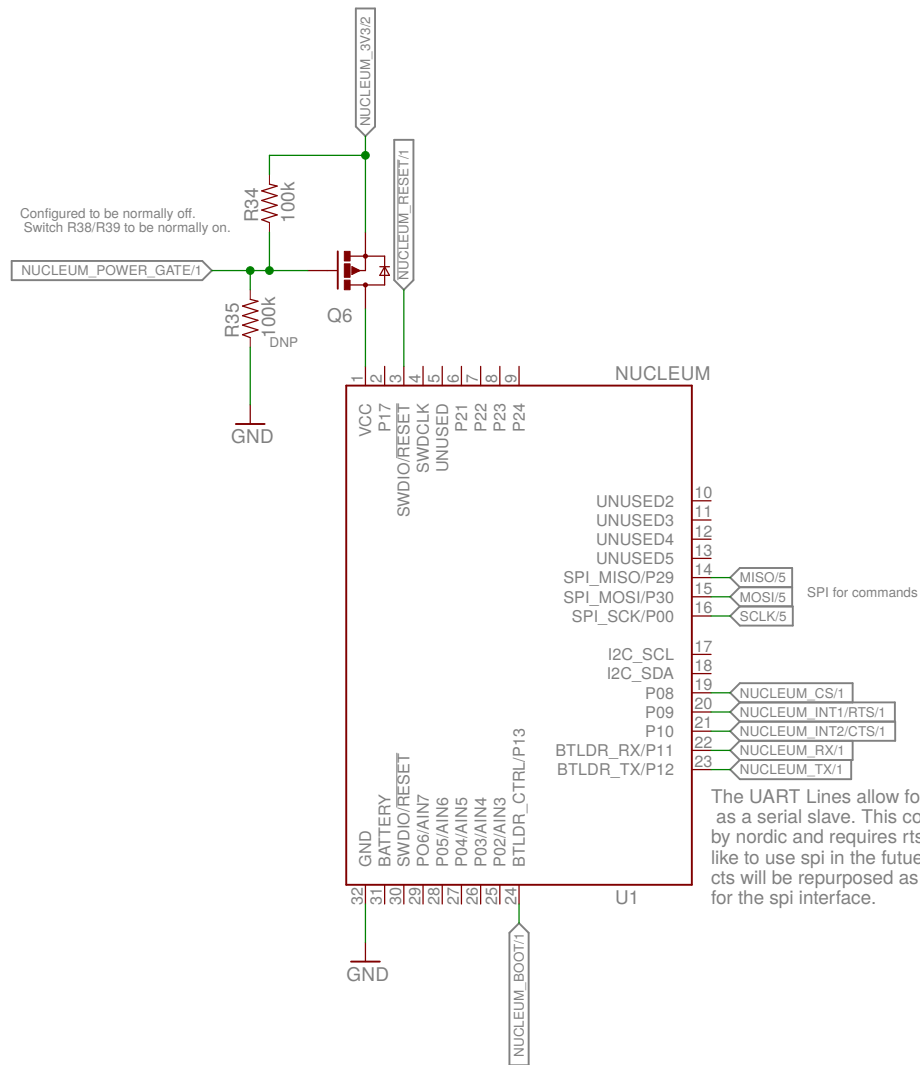 NUCLEUM_3V3/2
NUCLEUM_RESET/1
R34
100k
Configured to be normally off.
Switch R38/R39 to be normally on.
NUCLEUM_POWER_GATE/1
R35
100k
DNP
Q6
GND
NUCLEUM
1
2
3
4
5
6
7
8
9
VCC
P17
SWDIO/RESET
SWDCLK
UNUSED
P21
P22
P23
P24
UNUSED2 10
UNUSED3 11
UNUSED4 12
UNUSED5 13
SPI_MISO/P29 14 MISO/5
SPI_MOSI/P30 15 MOSI/5
SPI_SCK/P00 16 SCLK/5
SPI for commands
I2C_SCL 17
I2C_SDA 18
P08 19 NUCLEUM_CS/1
P09 20 NUCLEUM_INT1/RTS/1
P10 21 NUCLEUM_INT2/CTS/1
BTLDR_RX/P11 22 NUCLEUM_RX/1
BTLDR_TX/P12 23 NUCLEUM_TX/1
The UART Lines allow fo
as a serial slave. This co
by nordic and requires rts
like to use spi in the futue
cts will be repurposed as
for the spi interface.
GND
BATTERY
SWDIO/RESET
PO6/AIN7
P05/AIN6
P04/AIN5
P03/AIN4
P02/AIN3
BTLDR_CTRL/P13
32
31
30
29
28
27
26
25
24
U1
GND
NUCLEUM_BOOT/1